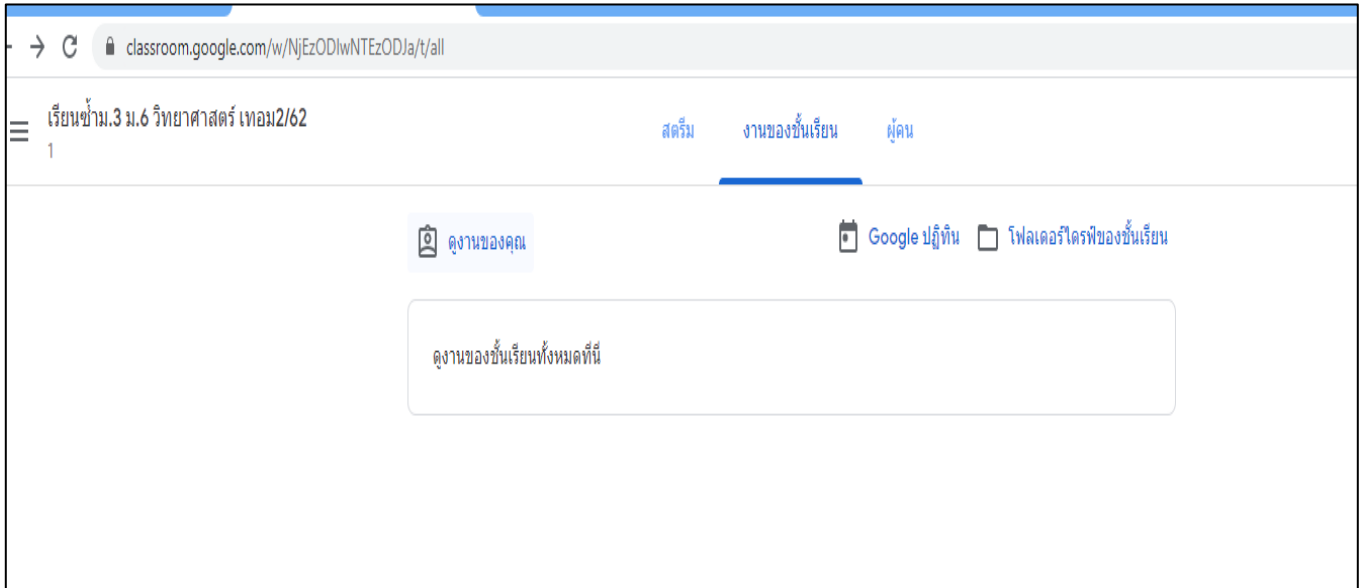 classroom.google.com/w/NjEzODIwNTEzODJa/t/all
เรียนซ้ำม.3 ม.6 วิทยาศาสตร์ เทอม2/62
1
สตรีม งานของชั้นเรียน ผู้คน
ดูงานของคุณ Google ปฏิทิน โฟลเดอร์ไดรฟ์ของชั้นเรียน
ดูงานของชั้นเรียนทั้งหมดที่นี่